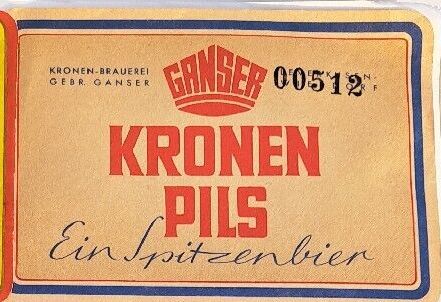 KRONEN-BRAUEREI
GEBR. GANSER
GANSER
00512
KRONEN
PILS
Ein Spitzenbier